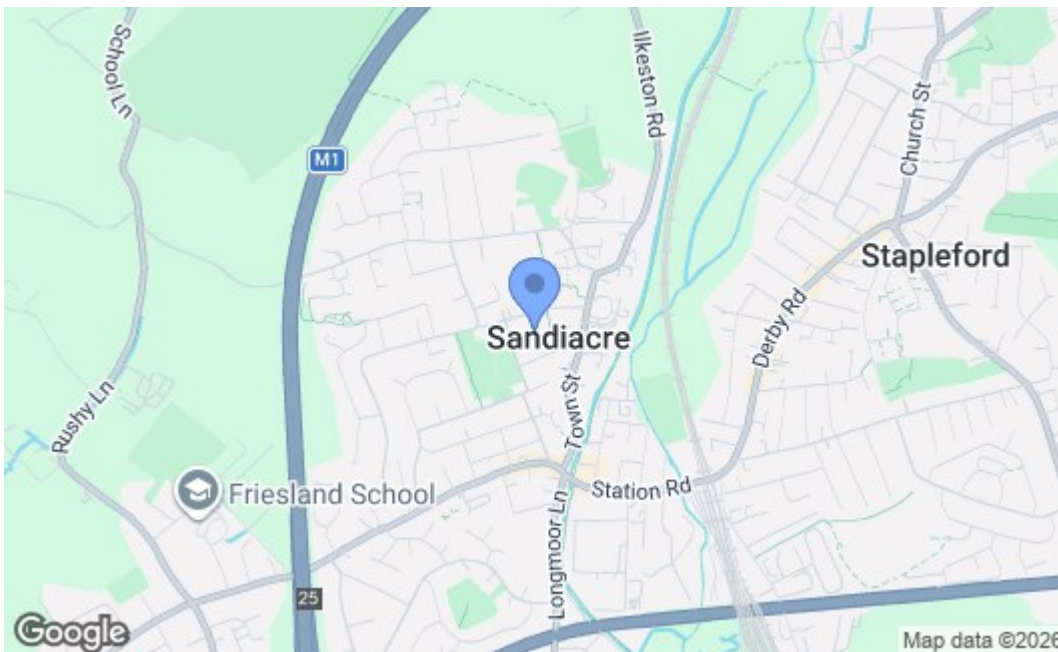 School Ln
M1
Ilkeston Rd
Church St
Stapleford
Sandiacre
Derby Rd
Town St
Rushy Ln
Friesland School
Station Rd
Longmoor Ln
25
Google
Map data ©2026